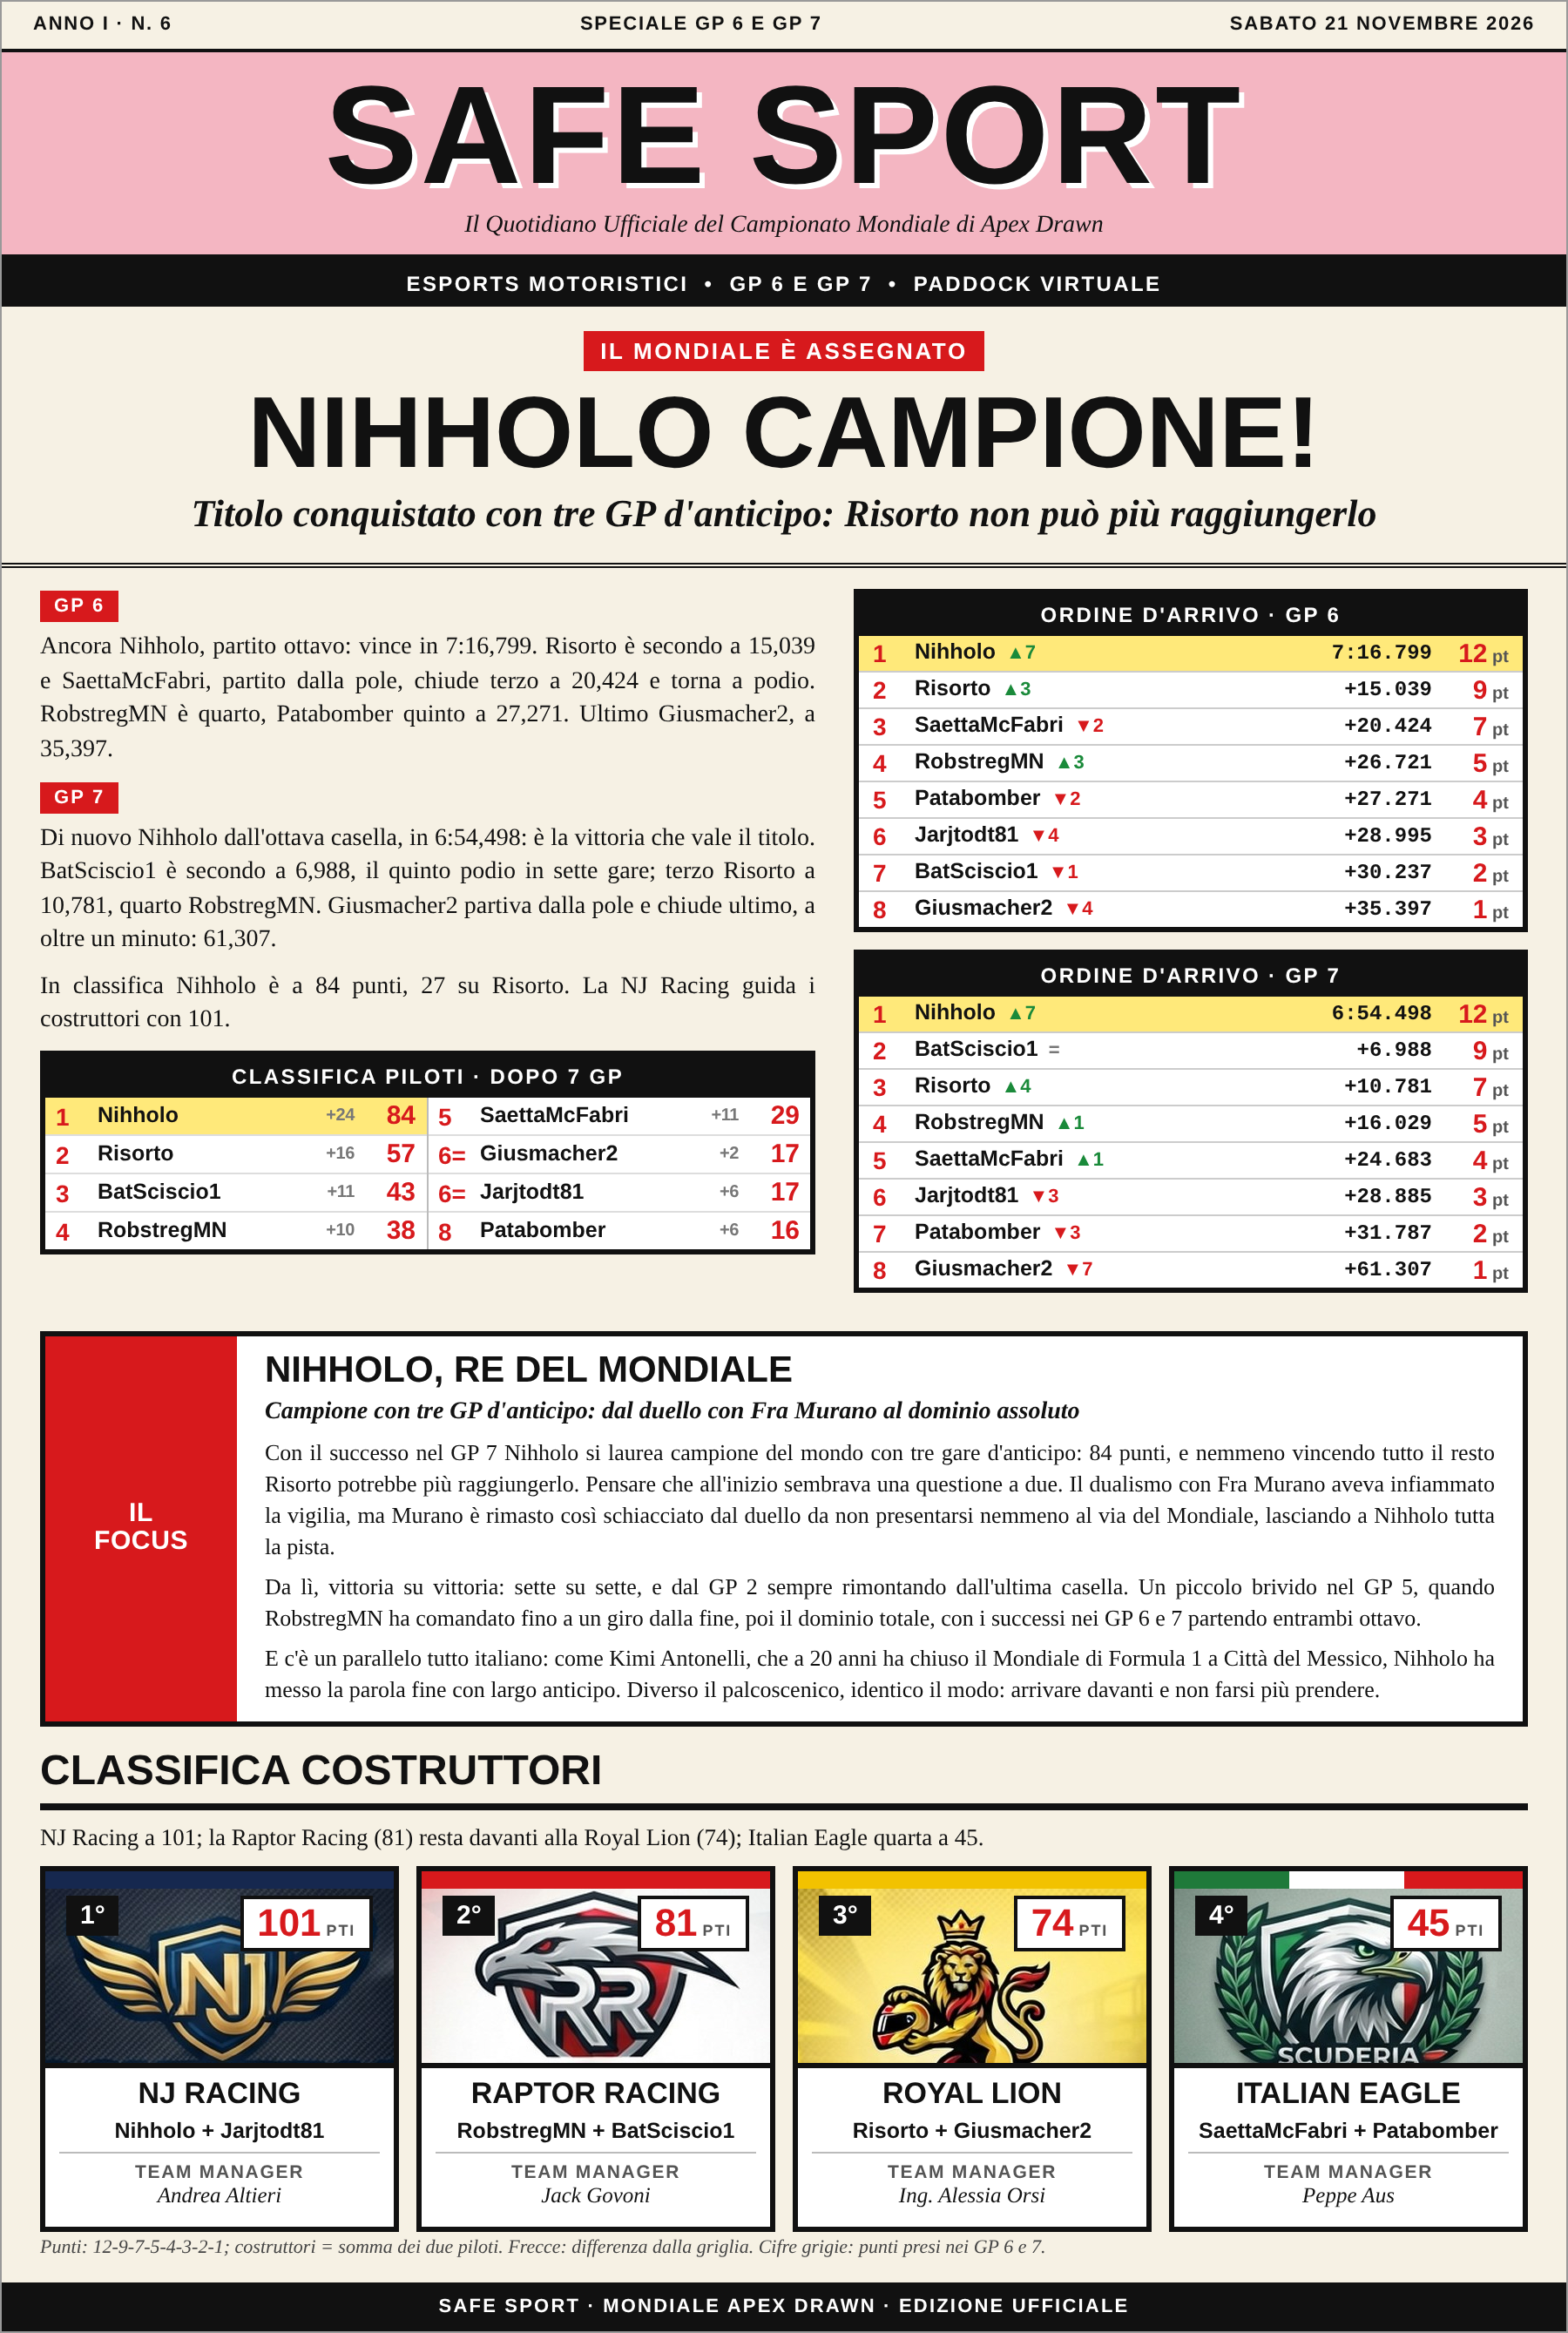 ANNO I · N. 6
SPECIALE GP 6 E GP 7
SABATO 21 NOVEMBRE 2026
SAFE SPORT
Il Quotidiano Ufficiale del Campionato Mondiale di Apex Drawn
ESPORTS MOTORISTICI • GP 6 E GP 7 • PADDOCK VIRTUALE
IL MONDIALE È ASSEGNATO
NIHHOLO CAMPIONE!
Titolo conquistato con tre GP d'anticipo: Risorto non può più raggiungerlo
GP 6
Ancora Nihholo, partito ottavo: vince in 7:16,799. Risorto è secondo a 15,039
e SaettaMcFabri, partito dalla pole, chiude terzo a 20,424 e torna a podio.
RobstregMN è quarto, Patabomber quinto a 27,271. Ultimo Giusmacher2, a
35,397.
GP 7
Di nuovo Nihholo dall'ottava casella, in 6:54,498: è la vittoria che vale il titolo.
BatSciscio1 è secondo a 6,988, il quinto podio in sette gare; terzo Risorto a
10,781, quarto RobstregMN. Giusmacher2 partiva dalla pole e chiude ultimo, a
oltre un minuto: 61,307.
In classifica Nihholo è a 84 punti, 27 su Risorto. La NJ Racing guida i
costruttori con 101.
CLASSIFICA PILOTI · DOPO 7 GP
1 Nihholo +24 84
2 Risorto +16 57
3 BatSciscio1 +11 43
4 RobstregMN +10 38
5 SaettaMcFabri +11 29
6= Giusmacher2 +2 17
6= Jarjtodt81 +6 17
8 Patabomber +6 16
ORDINE D'ARRIVO · GP 6
1 Nihholo ▲7 7:16.799 12 pt
2 Risorto ▲3 +15.039 9 pt
3 SaettaMcFabri ▼2 +20.424 7 pt
4 RobstregMN ▲3 +26.721 5 pt
5 Patabomber ▼2 +27.271 4 pt
6 Jarjtodt81 ▼4 +28.995 3 pt
7 BatSciscio1 ▼1 +30.237 2 pt
8 Giusmacher2 ▼4 +35.397 1 pt
ORDINE D'ARRIVO · GP 7
1 Nihholo ▲7 6:54.498 12 pt
2 BatSciscio1 = +6.988 9 pt
3 Risorto ▲4 +10.781 7 pt
4 RobstregMN ▲1 +16.029 5 pt
5 SaettaMcFabri ▲1 +24.683 4 pt
6 Jarjtodt81 ▼3 +28.885 3 pt
7 Patabomber ▼3 +31.787 2 pt
8 Giusmacher2 ▼7 +61.307 1 pt
IL
FOCUS
NIHHOLO, RE DEL MONDIALE
Campione con tre GP d'anticipo: dal duello con Fra Murano al dominio assoluto
Con il successo nel GP 7 Nihholo si laurea campione del mondo con tre gare d'anticipo: 84 punti, e nemmeno vincendo tutto il resto
Risorto potrebbe più raggiungerlo. Pensare che all'inizio sembrava una questione a due. Il dualismo con Fra Murano aveva infiammato
la vigilia, ma Murano è rimasto così schiacciato dal duello da non presentarsi nemmeno al via del Mondiale, lasciando a Nihholo tutta
la pista.
Da lì, vittoria su vittoria: sette su sette, e dal GP 2 sempre rimontando dall'ultima casella. Un piccolo brivido nel GP 5, quando
RobstregMN ha comandato fino a un giro dalla fine, poi il dominio totale, con i successi nei GP 6 e 7 partendo entrambi ottavo.
E c'è un parallelo tutto italiano: come Kimi Antonelli, che a 20 anni ha chiuso il Mondiale di Formula 1 a Città del Messico, Nihholo ha
messo la parola fine con largo anticipo. Diverso il palcoscenico, identico il modo: arrivare davanti e non farsi più prendere.
CLASSIFICA COSTRUTTORI
NJ Racing a 101; la Raptor Racing (81) resta davanti alla Royal Lion (74); Italian Eagle quarta a 45.
1° 101 PTI
NJ
NJ RACING
Nihholo + Jarjtodt81
TEAM MANAGER
Andrea Altieri
2° 81 PTI
RR
RAPTOR RACING
RobstregMN + BatSciscio1
TEAM MANAGER
Jack Govoni
3° 74 PTI
ROYAL LION
Risorto + Giusmacher2
TEAM MANAGER
Ing. Alessia Orsi
4° 45 PTI
SCUDERIA
ITALIAN EAGLE
SaettaMcFabri + Patabomber
TEAM MANAGER
Peppe Aus
Punti: 12-9-7-5-4-3-2-1; costruttori = somma dei due piloti. Frecce: differenza dalla griglia. Cifre grigie: punti presi nei GP 6 e 7.
SAFE SPORT · MONDIALE APEX DRAWN · EDIZIONE UFFICIALE